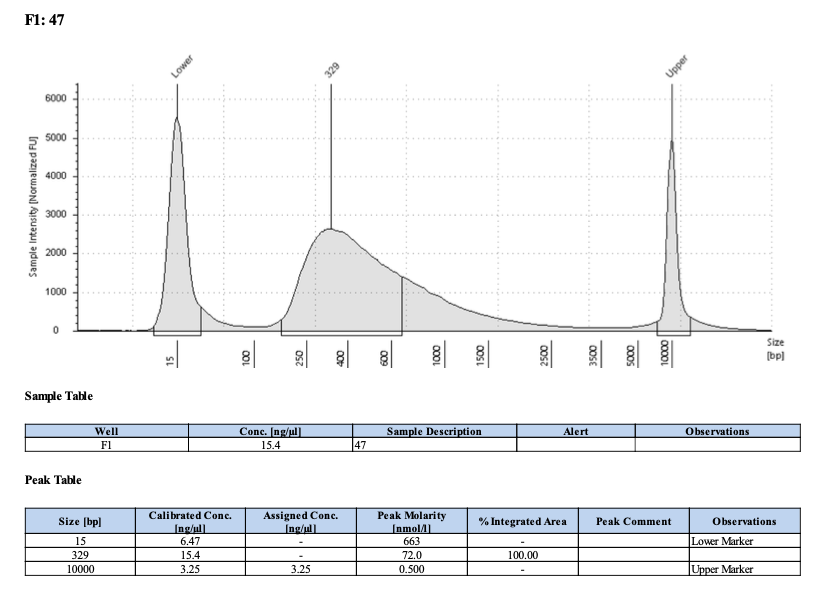 F1: 47
Lower
329
Upper
Sample Intensity [Normalized FU]
6000
5000
4000
3000
2000
1000
0
15
100
250
400
600
1000
1500
2500
3500
5000
10000
Size
[bp]
Sample Table
Well Conc. [ng/µl] Sample Description Alert Observations
F1 15.4 47
Peak Table
Size [bp] Calibrated Conc. [ng/µl] Assigned Conc. [ng/µl] Peak Molarity [nmol/l] % Integrated Area Peak Comment Observations
15 6.47 - 663 - Lower Marker
329 15.4 - 72.0 100.00
10000 3.25 3.25 0.500 - Upper Marker